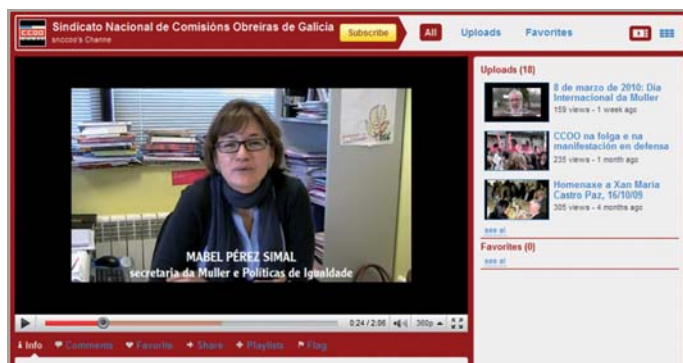 CCOO
Sindicato Nacional de Comisións Obreiras de Galicia
snccoo's Channe
Subscribe
All
Uploads
Favorites
MABEL PÉREZ SIMAL
secretaria da Muller e Políticas de Igualdade
0:24 / 2:06
360p
Info
Comments
Favorite
Share
Playlists
Flag
Uploads (18)
8 de marzo de 2010: Día
Internacional da Muller
159 views - 1 week ago
CCOO na folga e na
manifestación en defensa
235 views - 1 month ago
Homenaxe a Xan María
Castro Paz, 16/10/09
305 views - 4 months ago
see al
Favorites (0)
see al